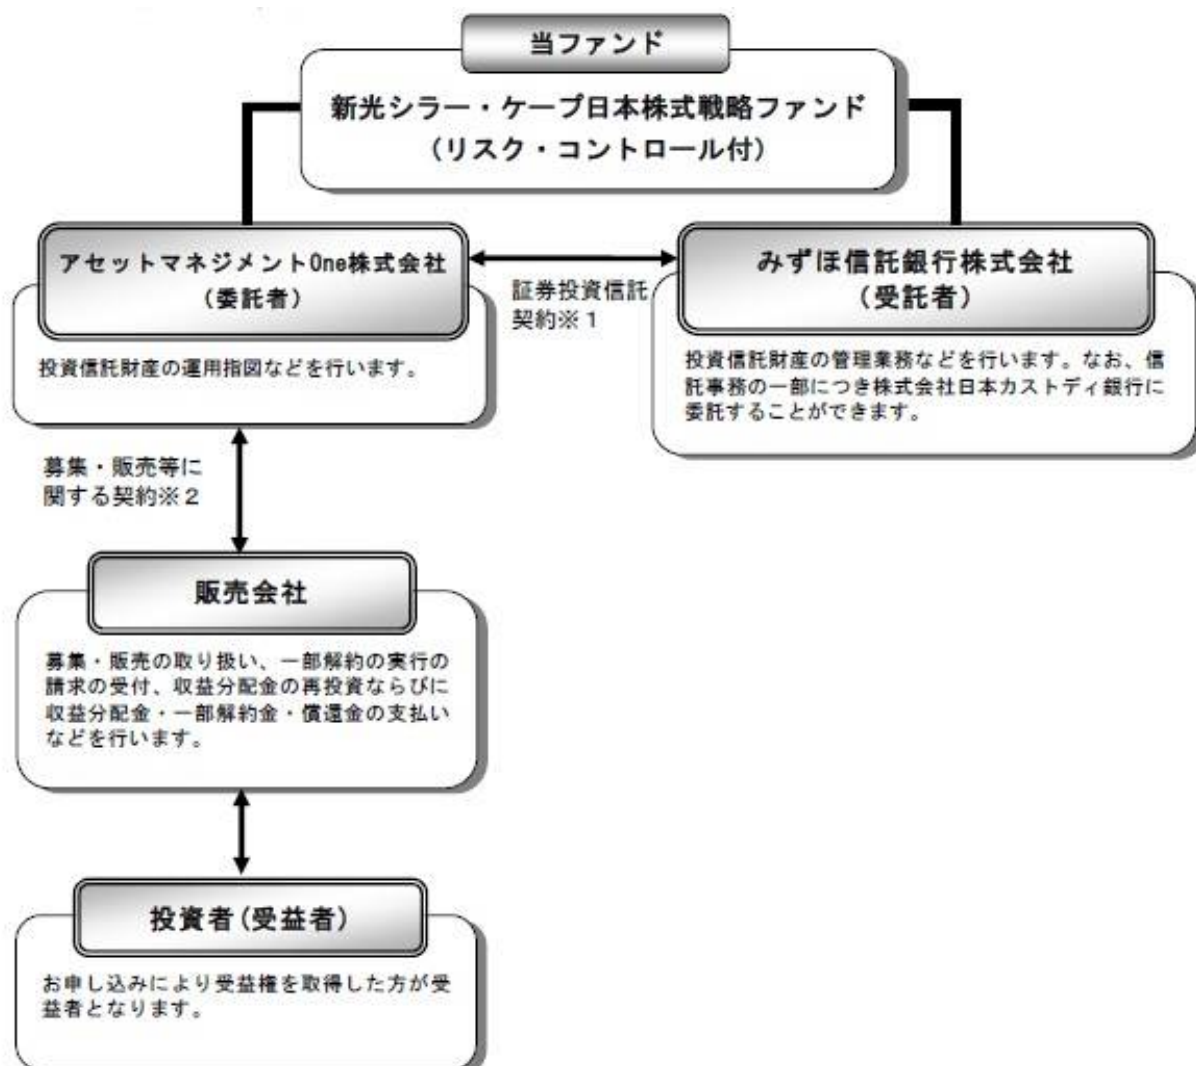 当ファンド
新光シラー・ケープ日本株式戦略ファンド
（リスク・コントロール付）
アセットマネジメントOne株式会社
（委託者）
投資信託財産の運用指図などを行います。
証券投資信託
契約※１
みずほ信託銀行株式会社
（受託者）
投資信託財産の管理業務などを行います。なお、信
託事務の一部につき株式会社日本カストディ銀行に
委託することができます。
募集・販売等に
関する契約※２
販売会社
募集・販売の取り扱い、一部解約の実行の
請求の受付、収益分配金の再投資ならびに
収益分配金・一部解約金・償還金の支払い
などを行います。
投資者(受益者)
お申し込みにより受益権を取得した方が受
益者となります。